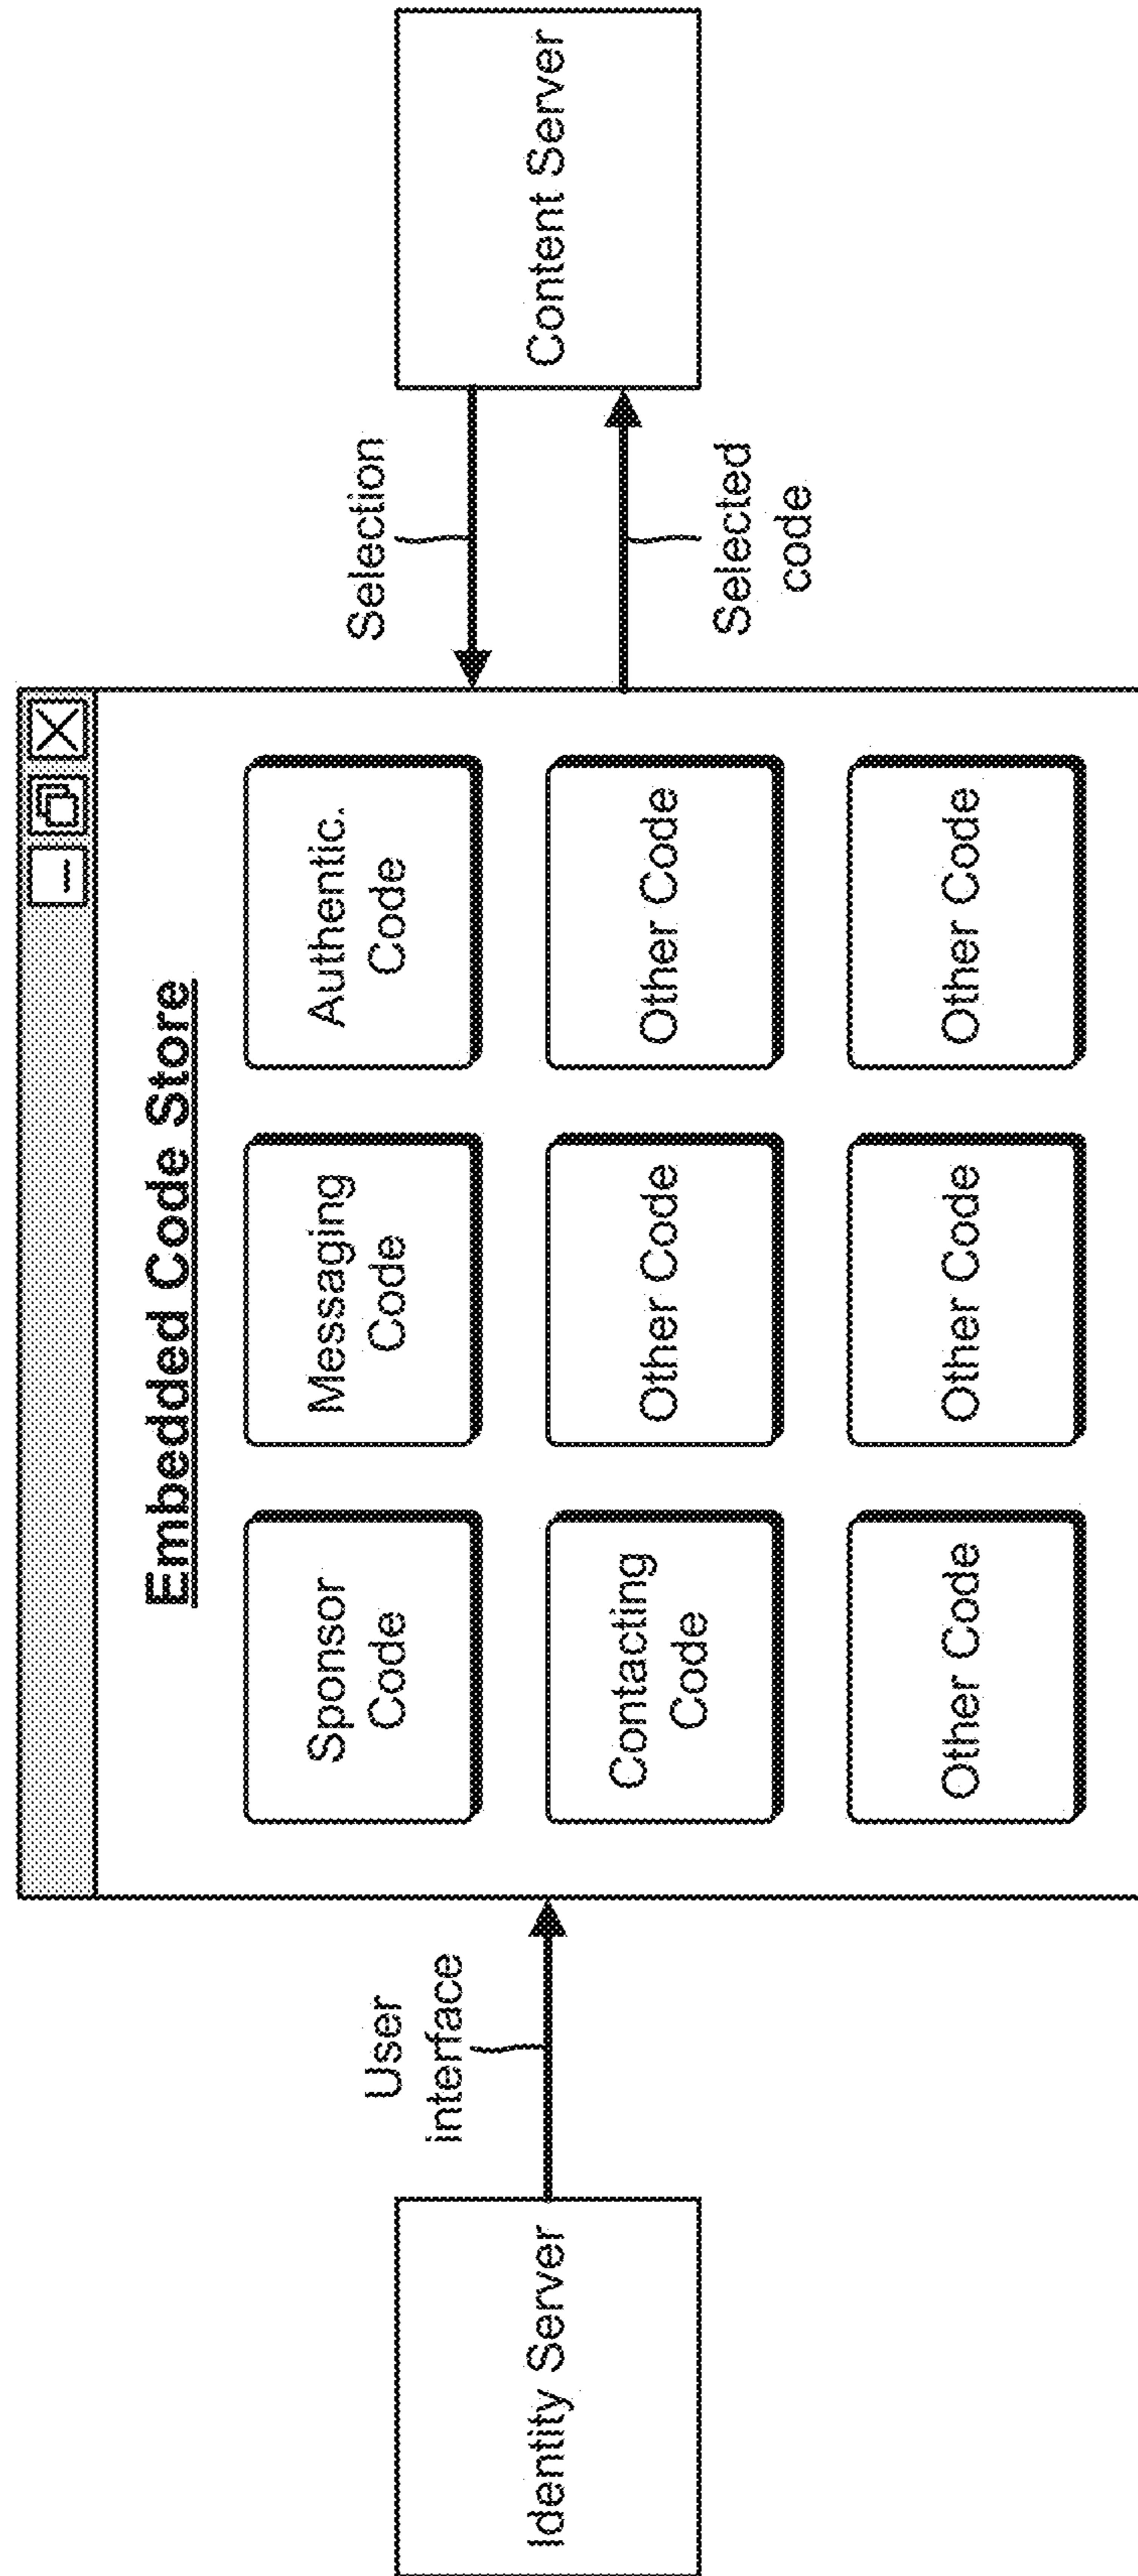 Embedded Code Store
Identity Server
User
interface
Sponsor
Code
Messaging
Code
Authentic.
Code
Contacting
Code
Other Code
Other Code
Other Code
Other Code
Other Code
Selection
Selected
code
Content Server